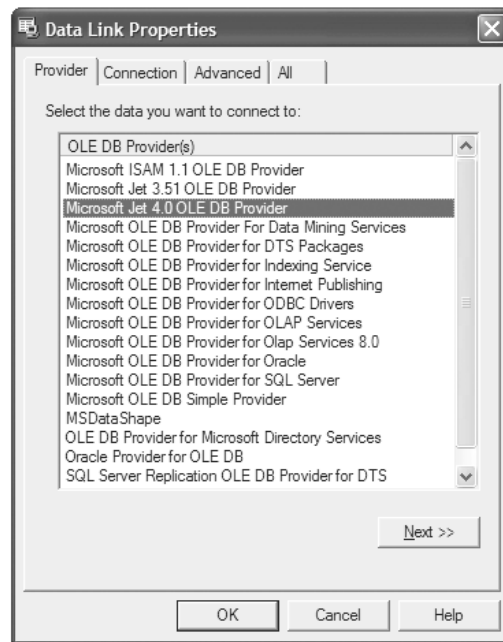 Data Link Properties
Provider Connection Advanced All
Select the data you want to connect to:
OLE DB Provider(s)
Microsoft ISAM 1.1 OLE DB Provider
Microsoft Jet 3.51 OLE DB Provider
Microsoft Jet 4.0 OLE DB Provider
Microsoft OLE DB Provider For Data Mining Services
Microsoft OLE DB Provider for DTS Packages
Microsoft OLE DB Provider for Indexing Service
Microsoft OLE DB Provider for Internet Publishing
Microsoft OLE DB Provider for ODBC Drivers
Microsoft OLE DB Provider for OLAP Services
Microsoft OLE DB Provider for Olap Services 8.0
Microsoft OLE DB Provider for Oracle
Microsoft OLE DB Provider for SQL Server
Microsoft OLE DB Simple Provider
MSDataShape
OLE DB Provider for Microsoft Directory Services
Oracle Provider for OLE DB
SQL Server Replication OLE DB Provider for DTS
Next >>
OK Cancel Help